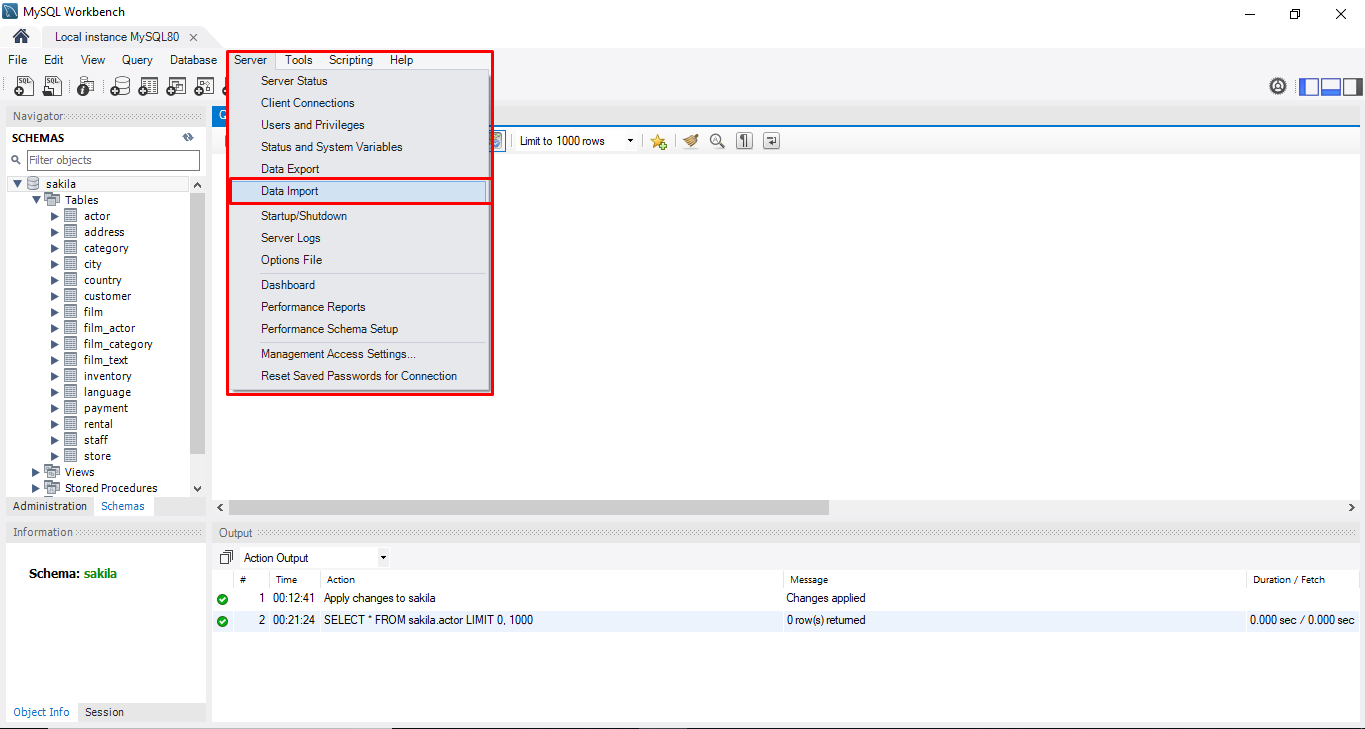 MySQL Workbench
Local instance MySQL80
File Edit View Query Database Server Tools Scripting Help
Server Status
Client Connections
Users and Privileges
Status and System Variables
Data Export
Data Import
Startup/Shutdown
Server Logs
Options File
Dashboard
Performance Reports
Performance Schema Setup
Management Access Settings...
Reset Saved Passwords for Connection
SQL SQL
Limit to 1000 rows
Navigator
SCHEMAS
Filter objects
sakila
Tables
actor
address
category
city
country
customer
film
film_actor
film_category
film_text
inventory
language
payment
rental
staff
store
Views
Stored Procedures
Administration Schemas
Information
Schema: sakila
Object Info Session
Output
Action Output
# Time Action Message Duration / Fetch
1 00:12:41 Apply changes to sakila Changes applied
2 00:21:24 SELECT * FROM sakila.actor LIMIT 0, 1000 0 row(s) returned 0.000 sec / 0.000 sec